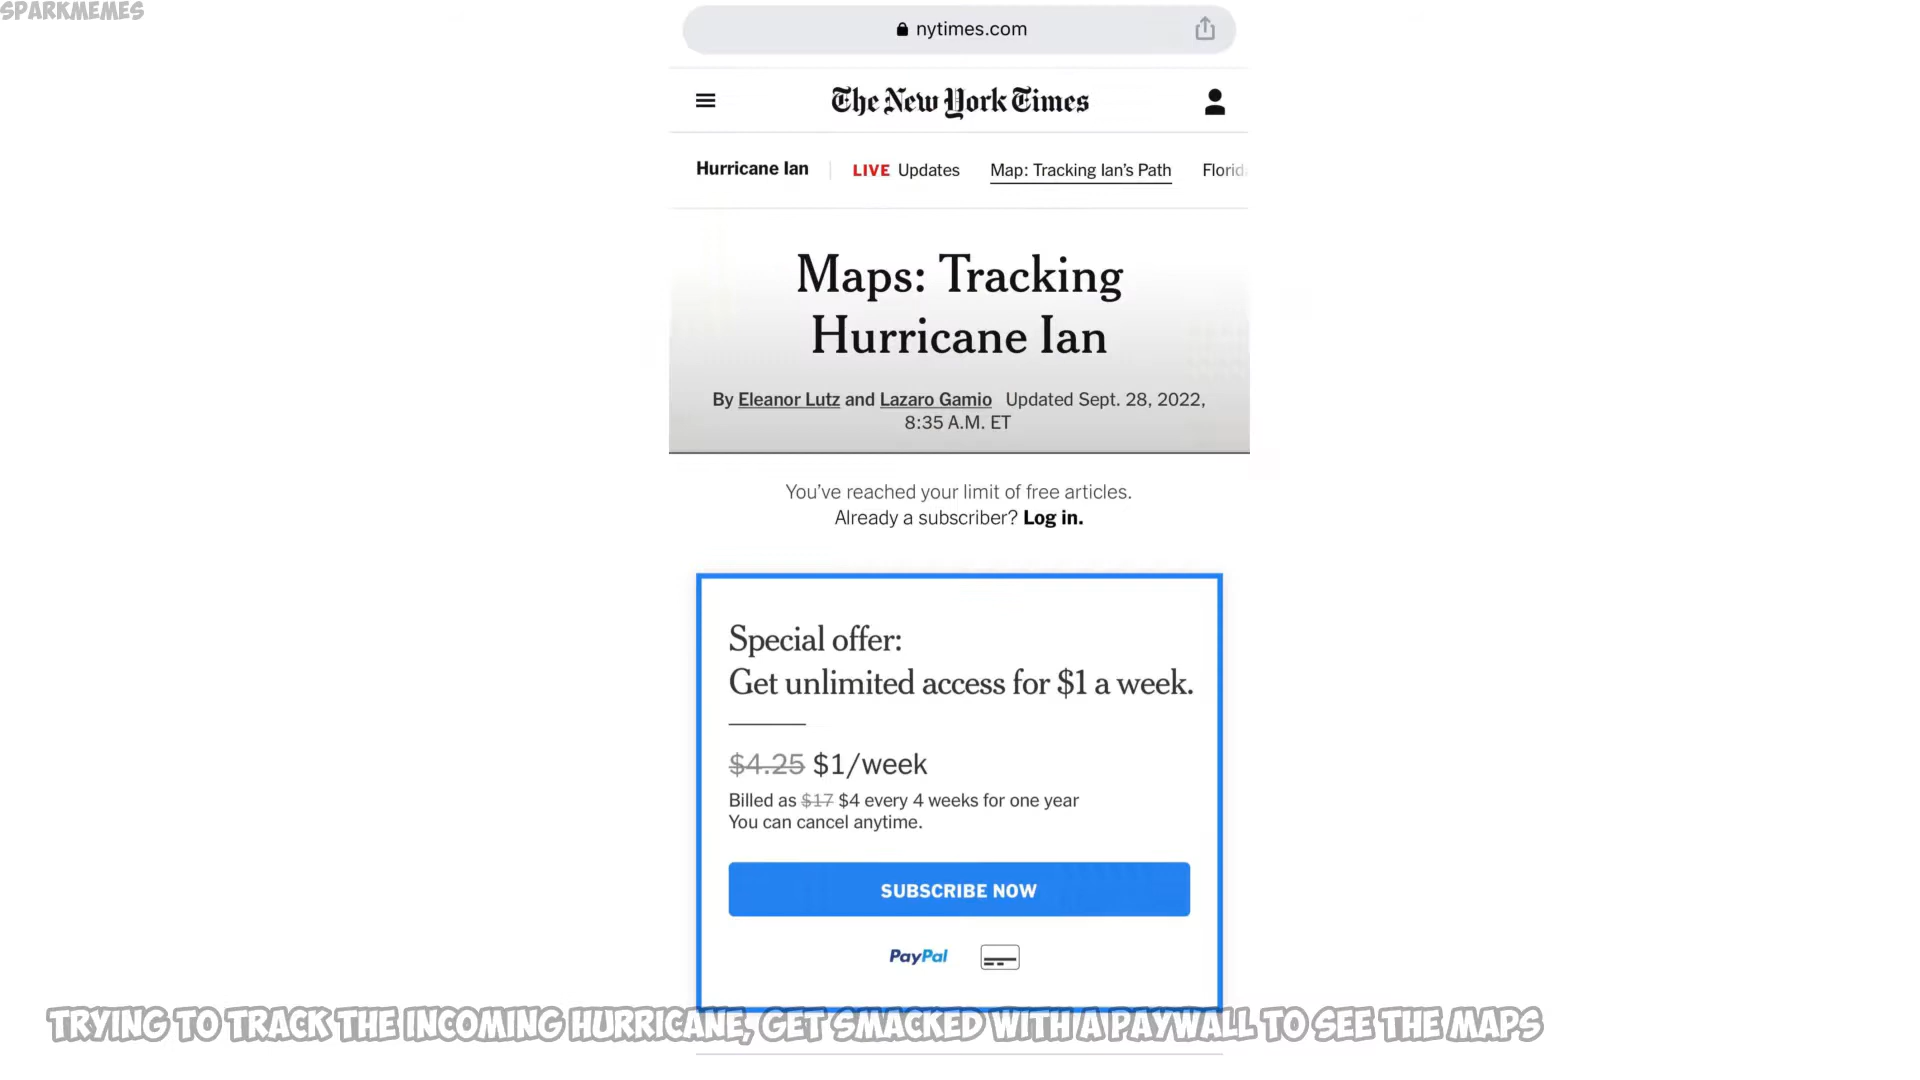 SPARKMEMES
nytimes.com
The New York Times
Hurricane Ian
LIVE Updates
Map: Tracking Ian’s Path
Florid
Maps: Tracking
Hurricane Ian
By Eleanor Lutz and Lazaro Gamio Updated Sept. 28, 2022,
8:35 A.M. ET
You’ve reached your limit of free articles.
Already a subscriber? Log in.
Special offer:
Get unlimited access for $1 a week.
$4.25 $1/week
Billed as $17 $4 every 4 weeks for one year
You can cancel anytime.
SUBSCRIBE NOW
PayPal
TRYING TO TRACK THE INCOMING HURRICANE, GET SMACKED WITH A PAYWALL TO SEE THE MAPS